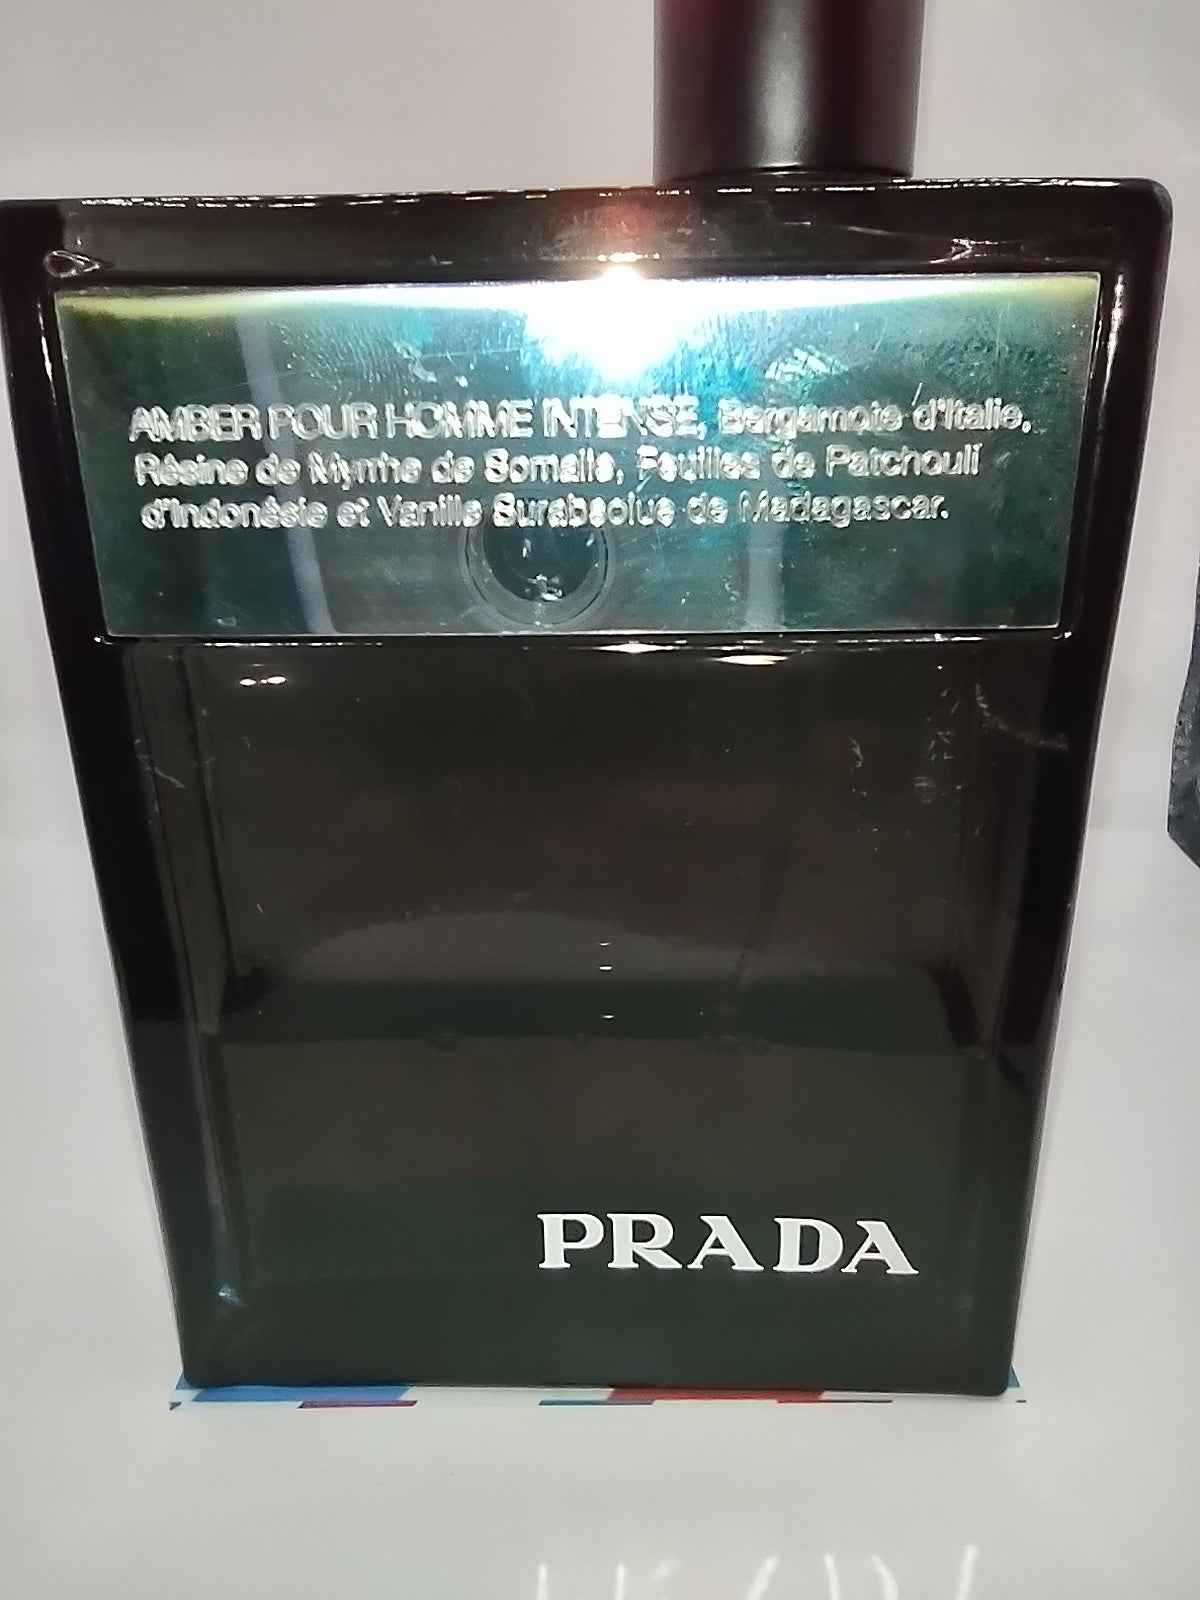 AMBER POUR HOMME INTENSE, Bergamote d'Italie,
Résine de Myrrhe de Somalie, Feuilles de Patchouli
d'Indonésie et Vanille Surabsolue de Madagascar.
PRADA